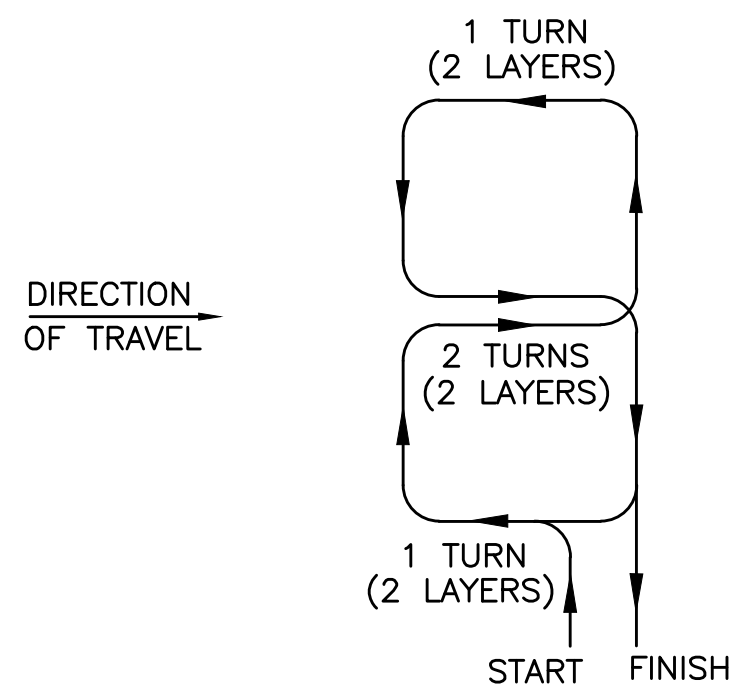 1 TURN
(2 LAYERS)
DIRECTION
OF TRAVEL
2 TURNS
(2 LAYERS)
1 TURN
(2 LAYERS)
START
FINISH